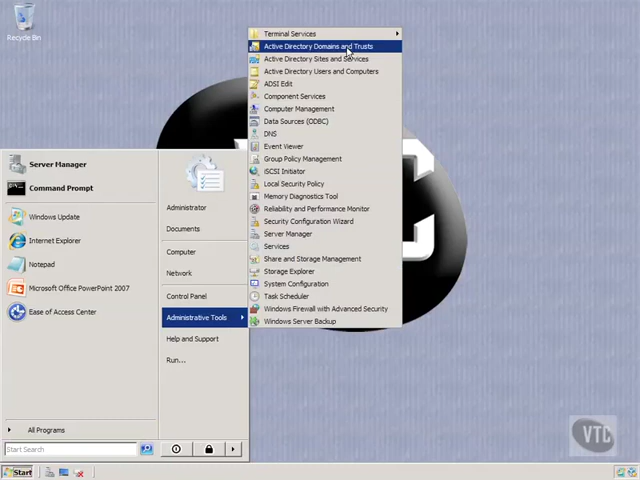 Recycle Bin
Terminal Services
Active Directory Domains and Trusts
Active Directory Sites and Services
Active Directory Users and Computers
ADSI Edit
Component Services
Computer Management
Data Sources (ODBC)
DNS
Event Viewer
Group Policy Management
iSCSI Initiator
Local Security Policy
Memory Diagnostics Tool
Reliability and Performance Monitor
Security Configuration Wizard
Server Manager
Services
Share and Storage Management
Storage Explorer
System Configuration
Task Scheduler
Windows Firewall with Advanced Security
Windows Server Backup
Server Manager
Command Prompt
Windows Update
Internet Explorer
Notepad
Microsoft Office PowerPoint 2007
Ease of Access Center
All Programs
Start Search
Administrator
Documents
Computer
Network
Control Panel
Administrative Tools
Help and Support
Run...
Start
VTC